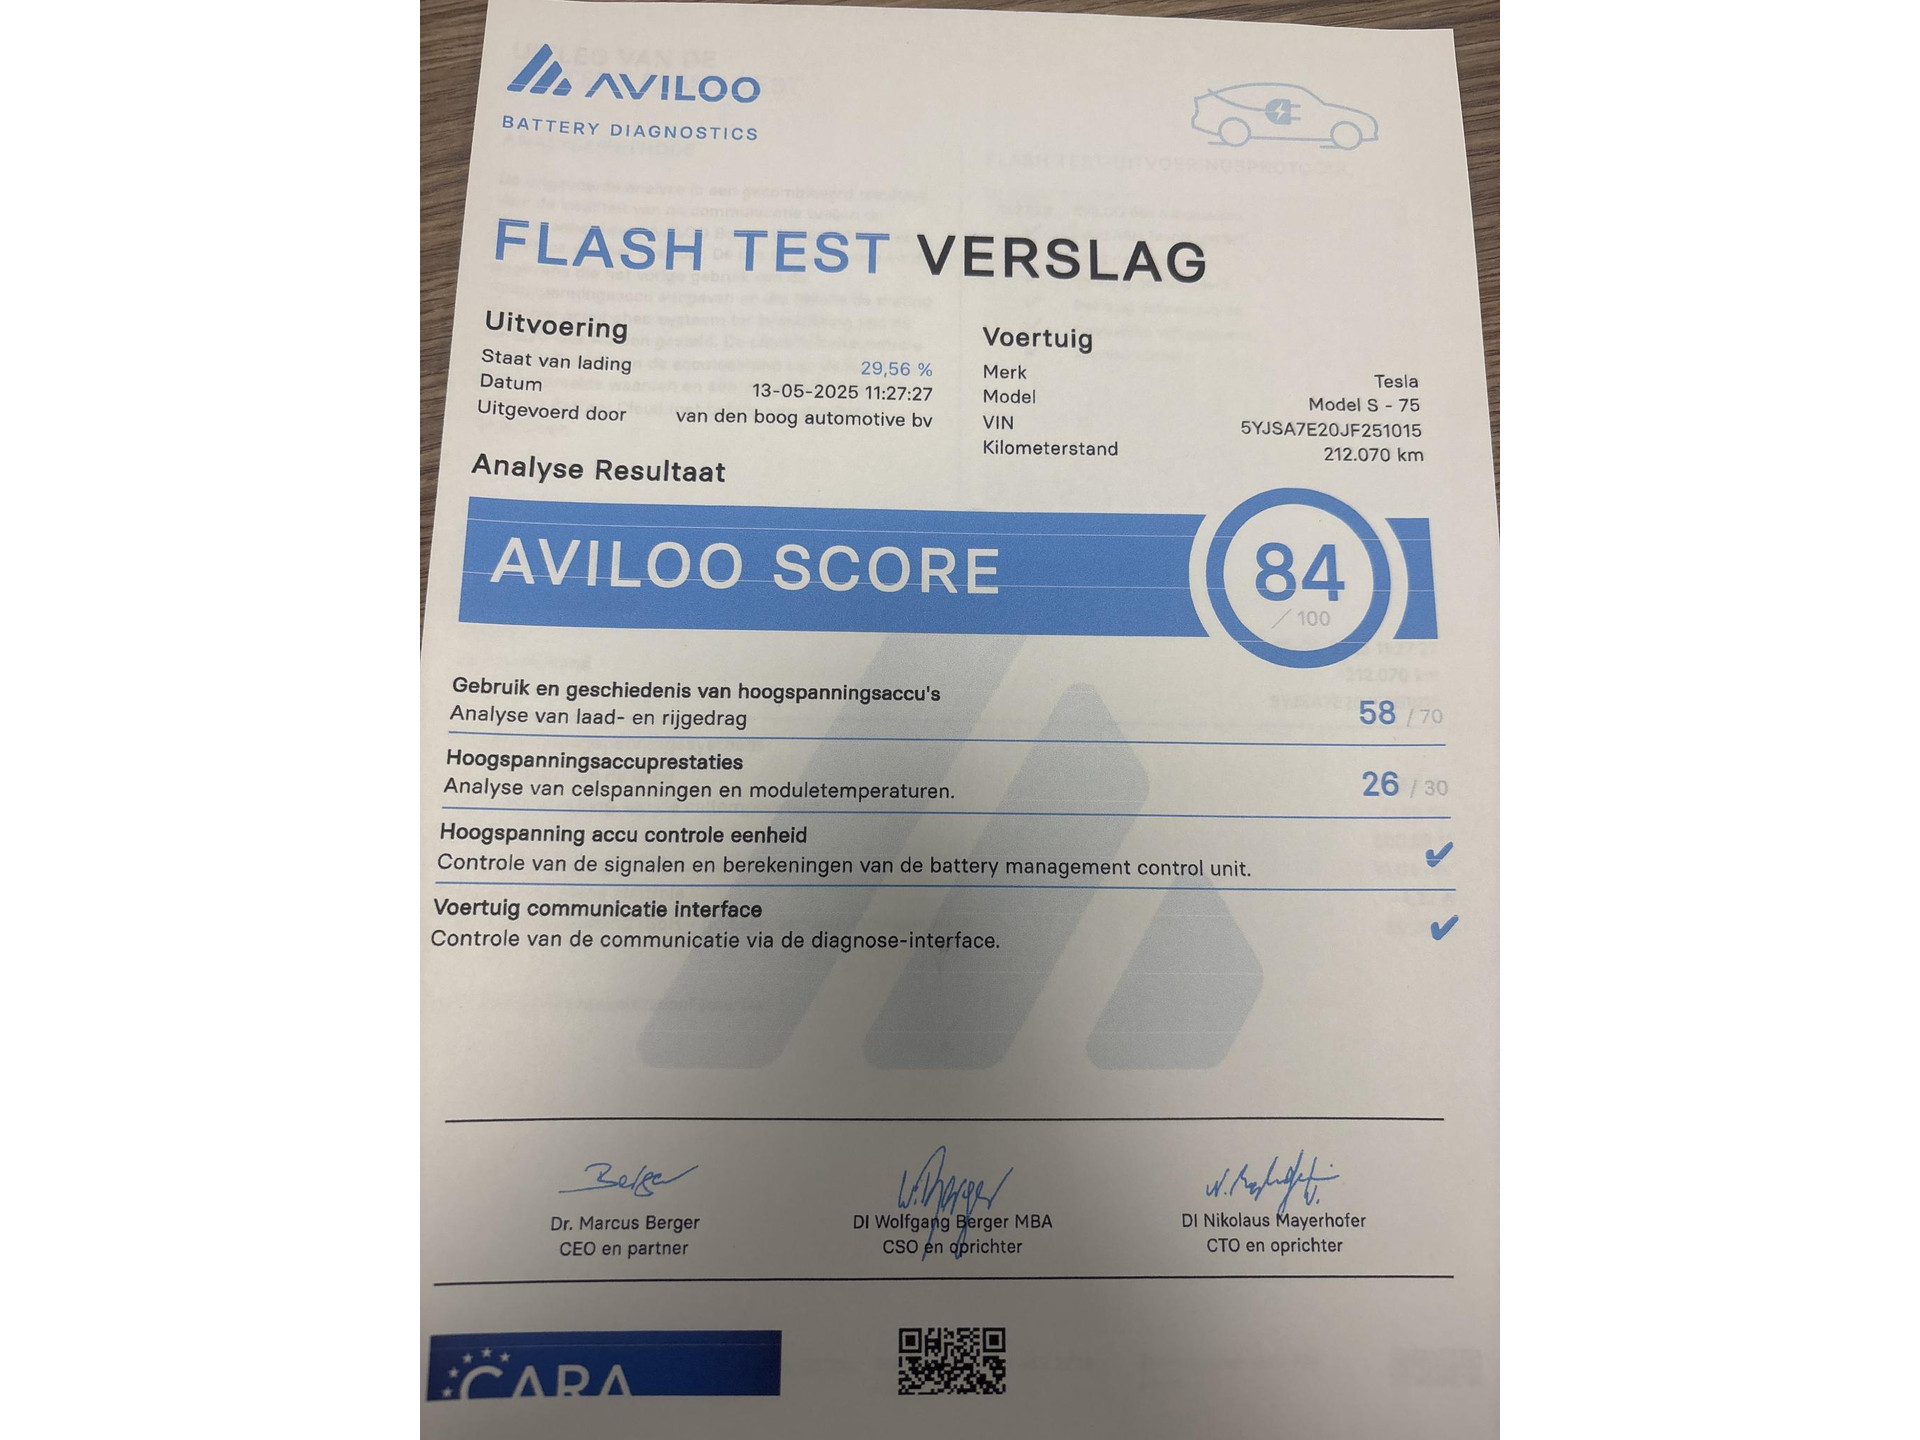 AVILOO
BATTERY DIAGNOSTICS
FLASH TEST VERSLAG
Uitvoering
Staat van lading 29,56 %
Datum 13-05-2025 11:27:27
Uitgevoerd door van den boog automotive bv
Voertuig
Merk Tesla
Model Model S - 75
VIN 5YJSA7E20JF251015
Kilometerstand 212.070 km
Analyse Resultaat
AVILOO SCORE 84 / 100
Gebruik en geschiedenis van hoogspanningsaccu's
Analyse van laad- en rijgedrag 58 / 70
Hoogspanningsaccuprestaties
Analyse van celspanningen en moduletemperaturen. 26 / 30
Hoogspanning accu controle eenheid
Controle van de signalen en berekeningen van de battery management control unit. ✔
Voertuig communicatie interface
Controle van de communicatie via de diagnose-interface. ✔
Berger
Dr. Marcus Berger
CEO en partner
W. Berger
DI Wolfgang Berger MBA
CSO en oprichter
DI Nikolaus Mayerhofer
CTO en oprichter
CARA